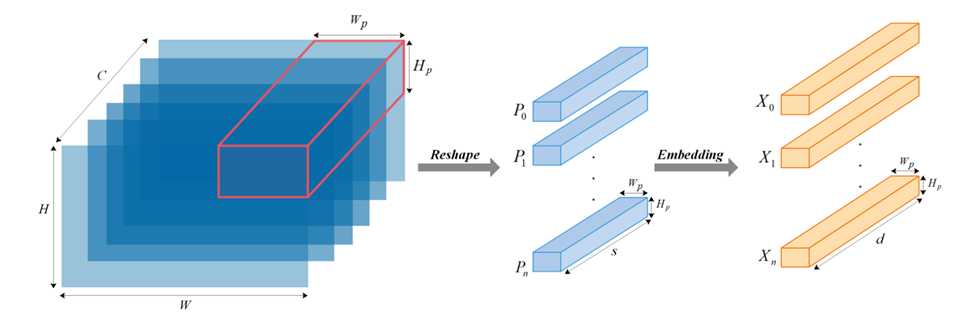 W_p
C
H_p
H
W
Reshape
P_0
P_1
W_p
H_p
P_n
s
Embedding
X_0
X_1
W_p
H_p
X_n
d